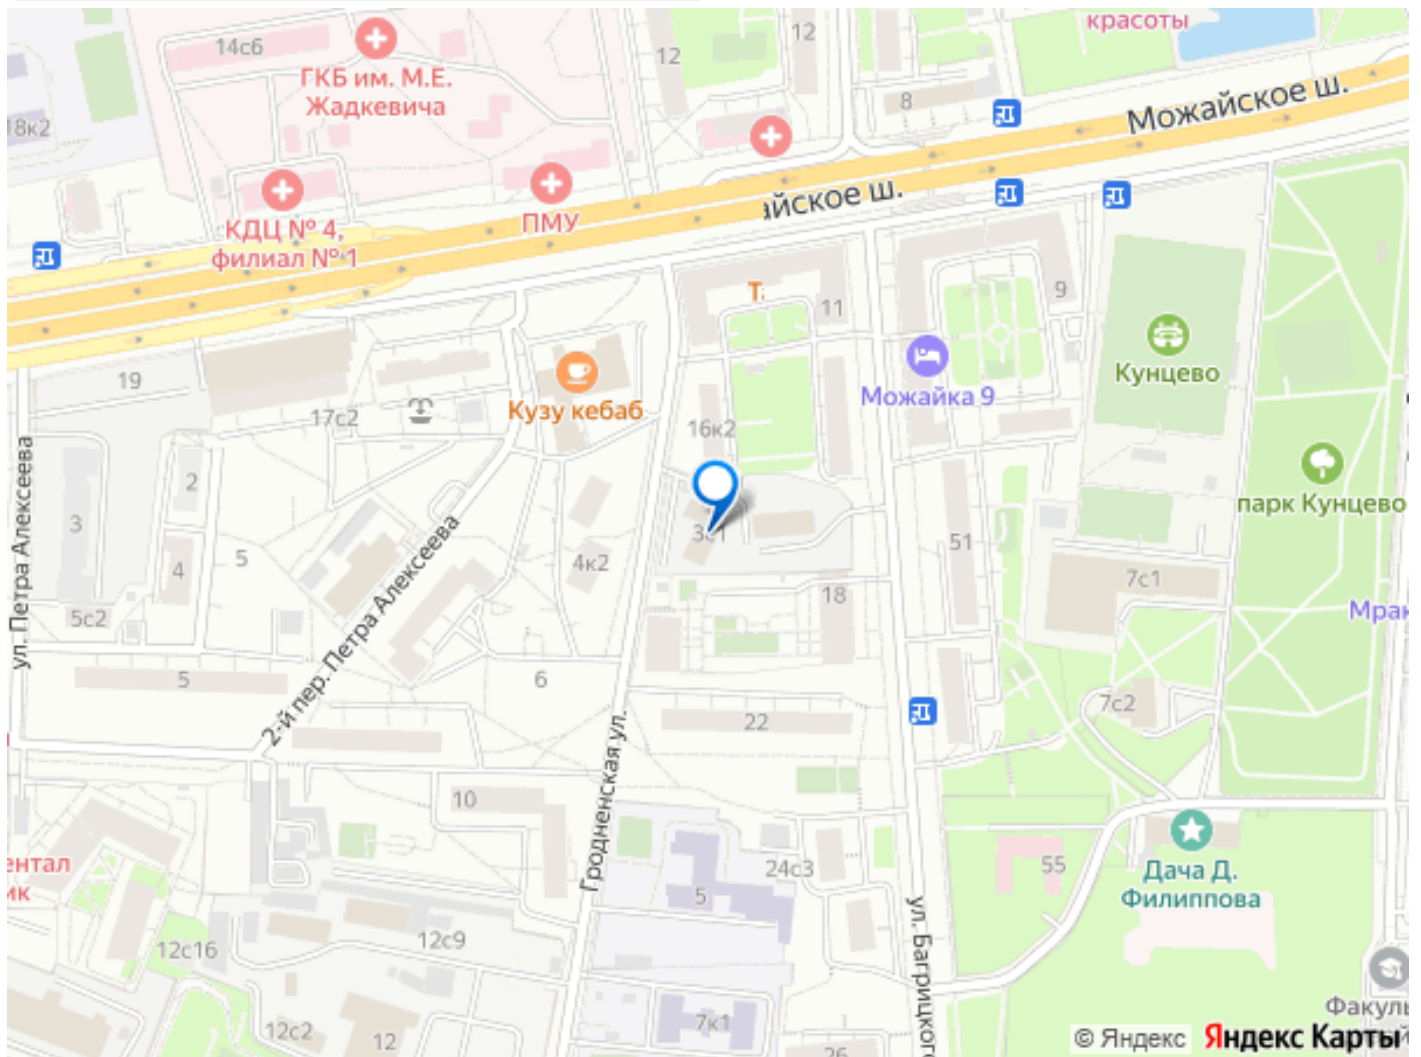 красоты
12
12
14с6
ГКБ им. М.Е.
Жадкевича
8
Можайское ш.
18к2
айское ш.
ПМУ
КДЦ № 4,
филиал № 1
9
11
Кунцево
19
Можайка 9
Кузу кебаб
17с2
16к2
ул. Петра Алексеева
2
парк Кунцево
3
3с1
51
5
4к2
4
7с1
18
Мрак
5с2
2-й пер. Петра Алексеева
5
6
7с2
22
Гродненская ул.
10
ентал
ик
24с3
55
Дача Д.
Филиппова
5
ул. Багрицкого
12с9
12с16
Факуль
7к1
12с2
12
26
© Яндекс
Яндекс Карты